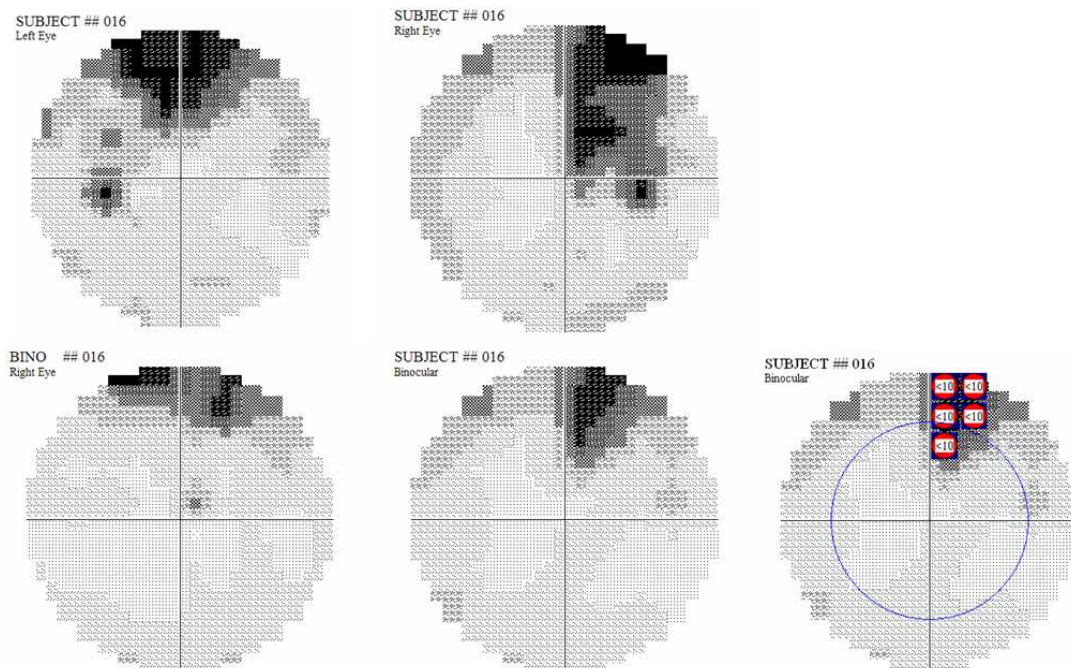 SUBJECT ## 016
Left Eye
SUBJECT ## 016
Right Eye
BINO ## 016
Right Eye
SUBJECT ## 016
Binocular
SUBJECT ## 016
Binocular
<10 <10
<10 <10
<10